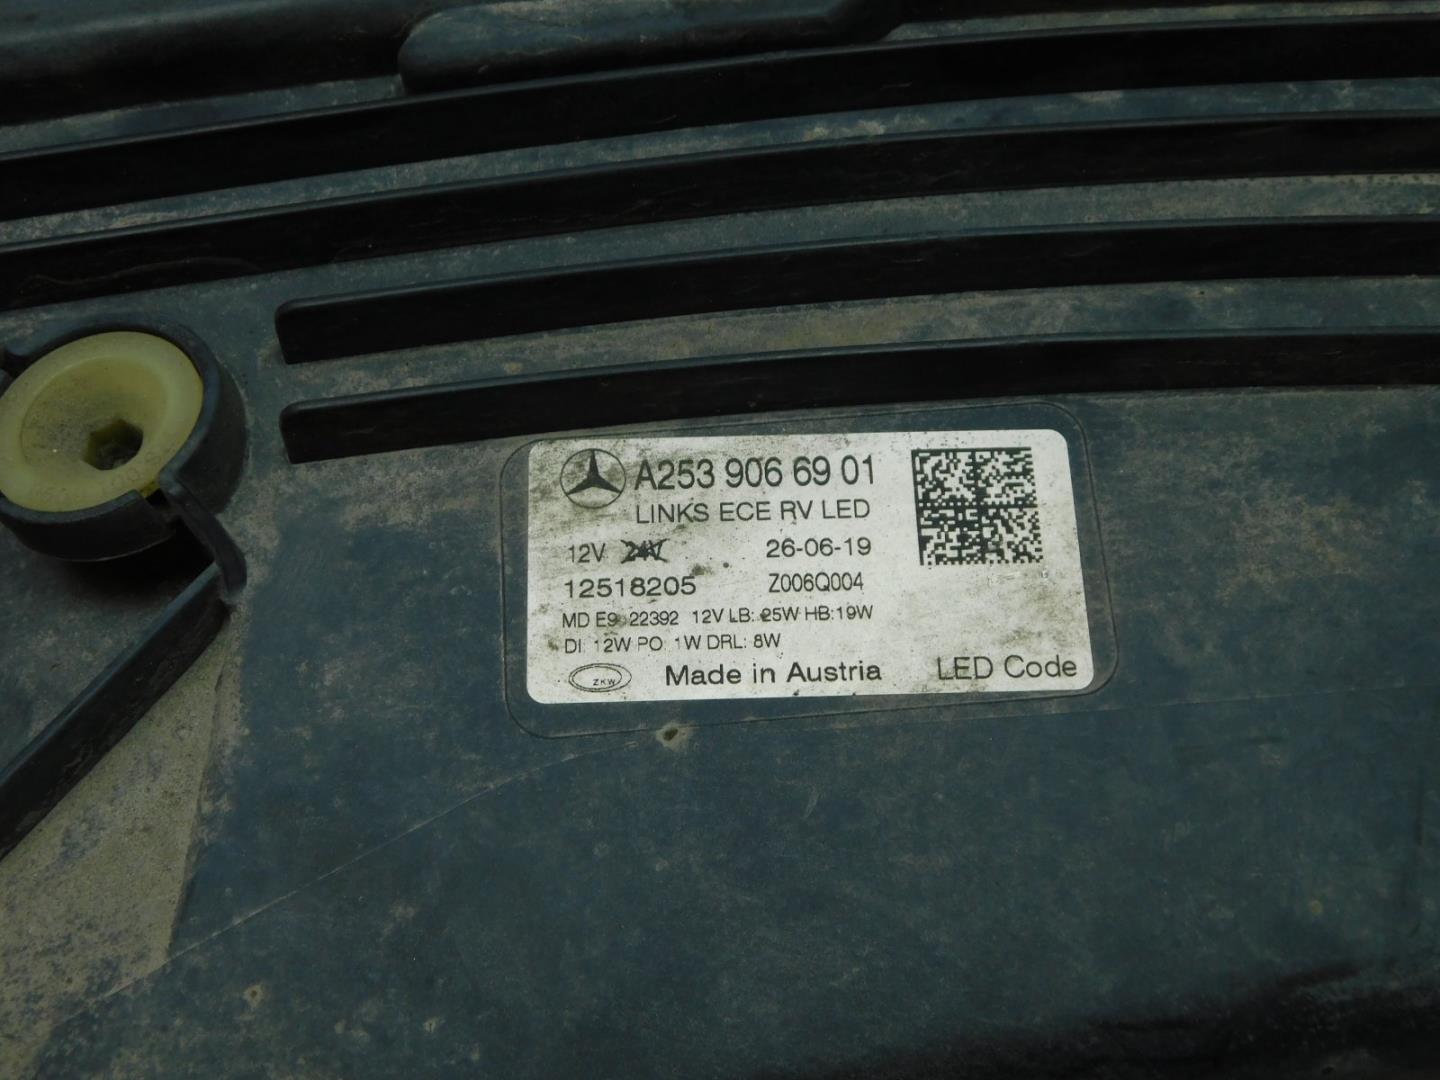 A253 906 69 01
LINKS ECE RV LED
12V 24V 26-06-19
12518205 Z006Q004
MD E9 22392 12V LB: 25W HB:19W
DI: 12W PO: 1W DRL: 8W
ZKW Made in Austria LED Code